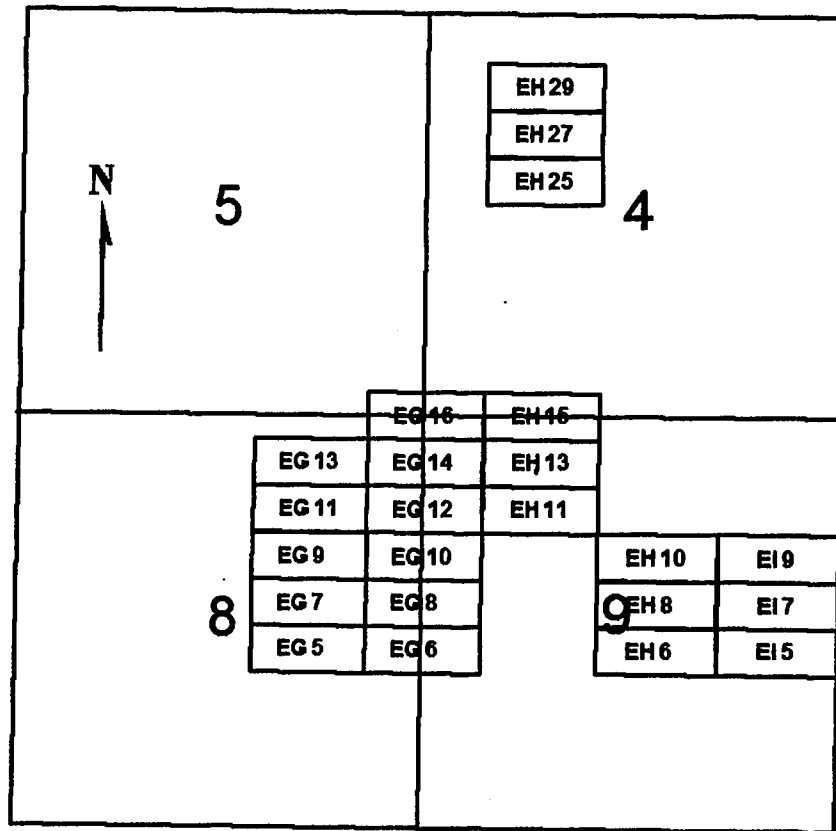 EH 29
EH 27
N
5
EH 25
4
EG 16 EH 15
EG 13 EG 14 EH 13
EG 11 EG 12 EH 11
EG 9 EG 10 EH 10 EI 9
8 EG 7 EG 8 9 EH 8 EI 7
EG 5 EG 6 EH 6 EI 5